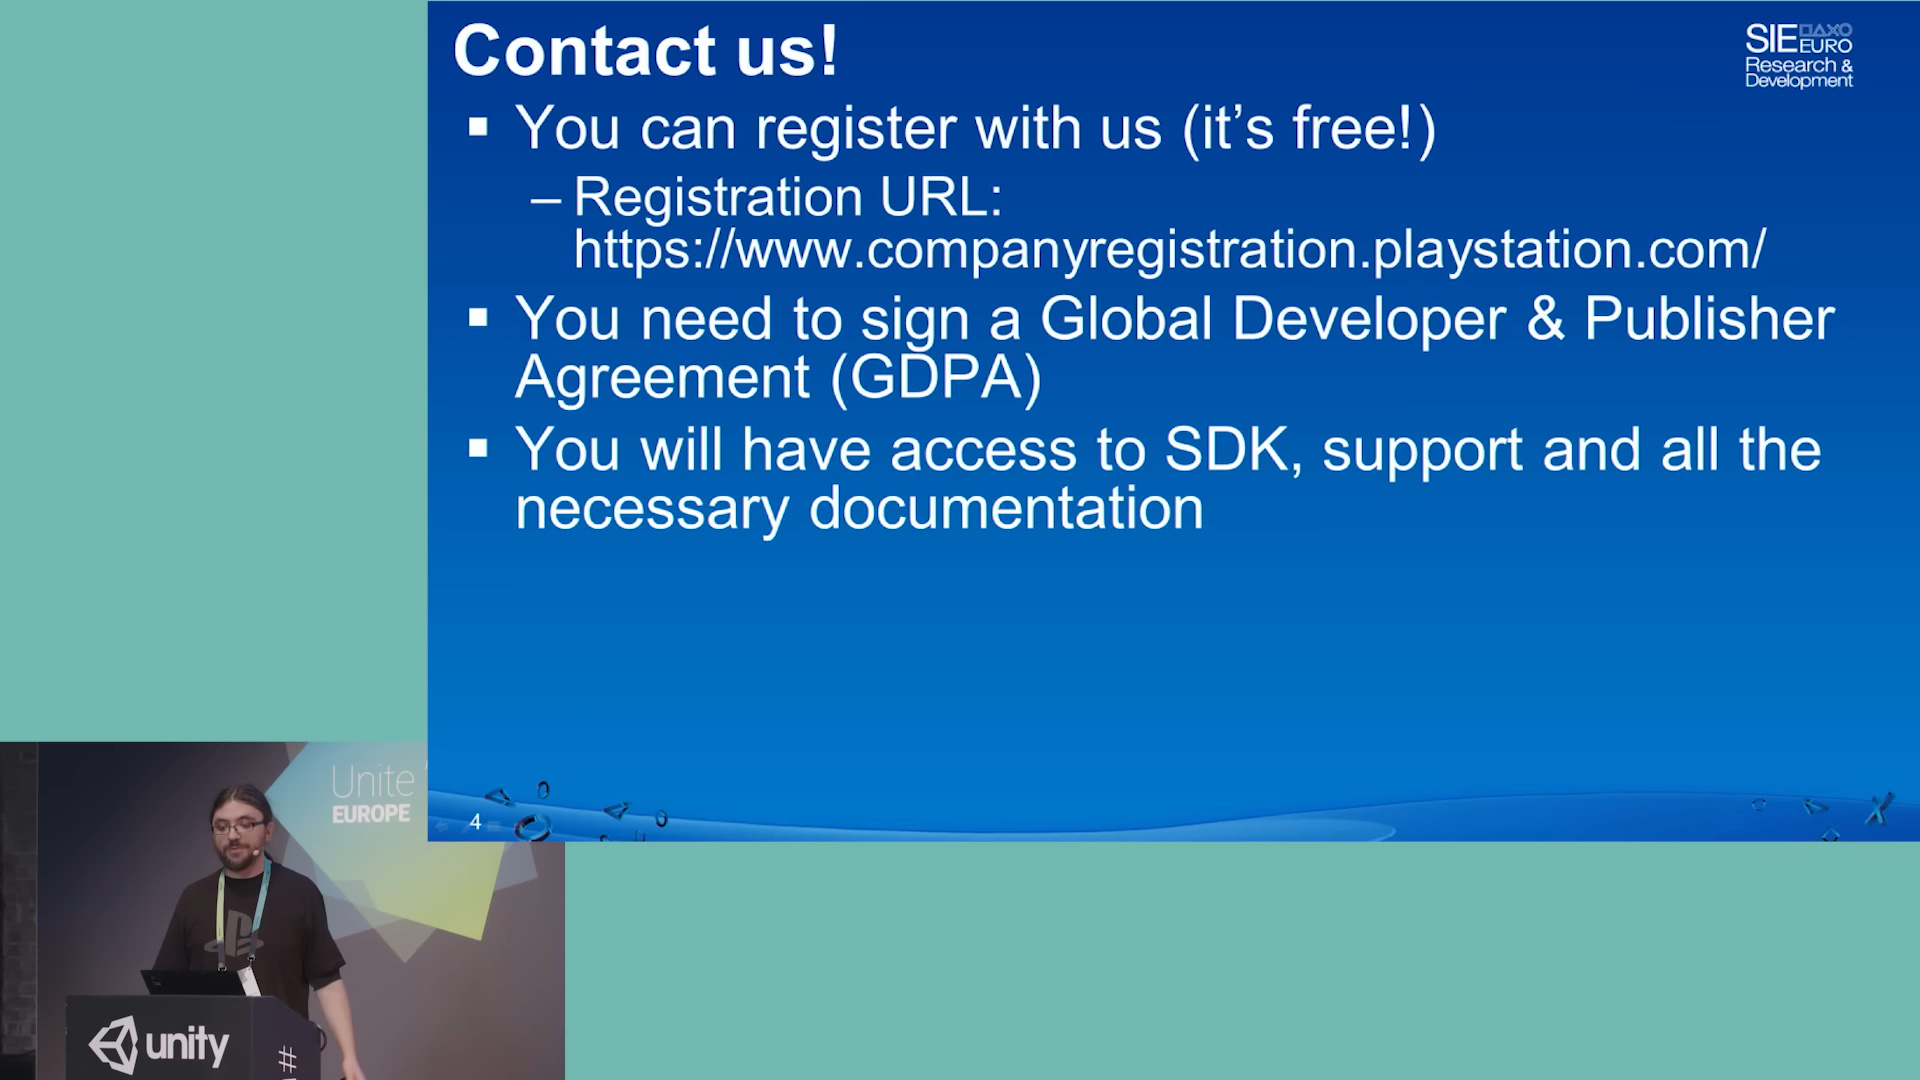 Contact us!
SIE
EURO
Research &
Development
▪ You can register with us (it’s free!)
– Registration URL:
https://www.companyregistration.playstation.com/
▪ You need to sign a Global Developer & Publisher
Agreement (GDPA)
▪ You will have access to SDK, support and all the
necessary documentation
4
Unite
EUROPE
unity
#